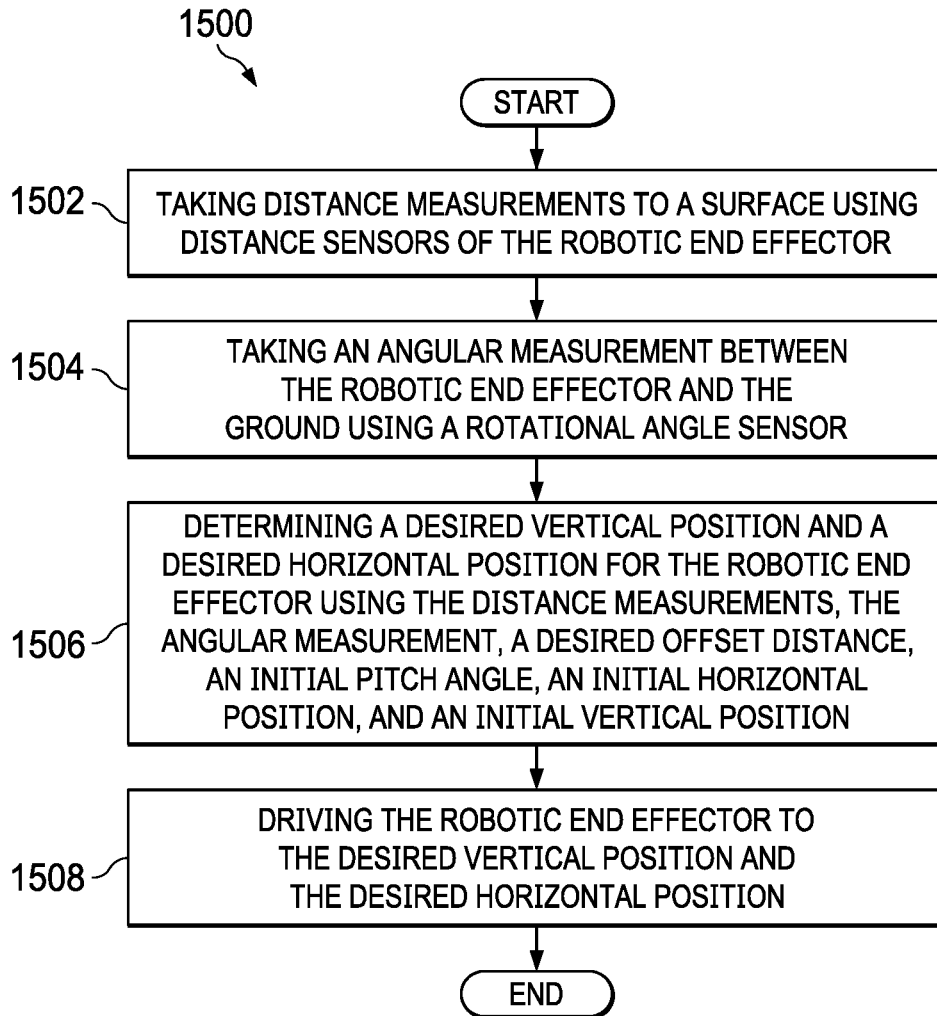 1500
START
1502
TAKING DISTANCE MEASUREMENTS TO A SURFACE USING
DISTANCE SENSORS OF THE ROBOTIC END EFFECTOR
1504
TAKING AN ANGULAR MEASUREMENT BETWEEN
THE ROBOTIC END EFFECTOR AND THE
GROUND USING A ROTATIONAL ANGLE SENSOR
1506
DETERMINING A DESIRED VERTICAL POSITION AND A
DESIRED HORIZONTAL POSITION FOR THE ROBOTIC END
EFFECTOR USING THE DISTANCE MEASUREMENTS, THE
ANGULAR MEASUREMENT, A DESIRED OFFSET DISTANCE,
AN INITIAL PITCH ANGLE, AN INITIAL HORIZONTAL
POSITION, AND AN INITIAL VERTICAL POSITION
1508
DRIVING THE ROBOTIC END EFFECTOR TO
THE DESIRED VERTICAL POSITION AND
THE DESIRED HORIZONTAL POSITION
END